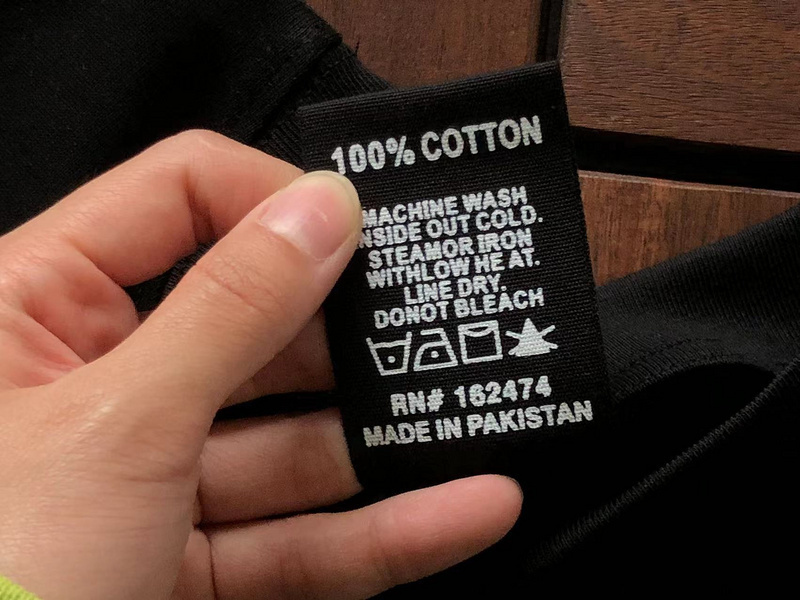 100% COTTON
MACHINE WASH
INSIDE OUT COLD.
STEAMOR IRON
WITHLOW HE AT.
LINE DRY.
DONOT BLEACH
RN# 162474
MADE IN PAKISTAN